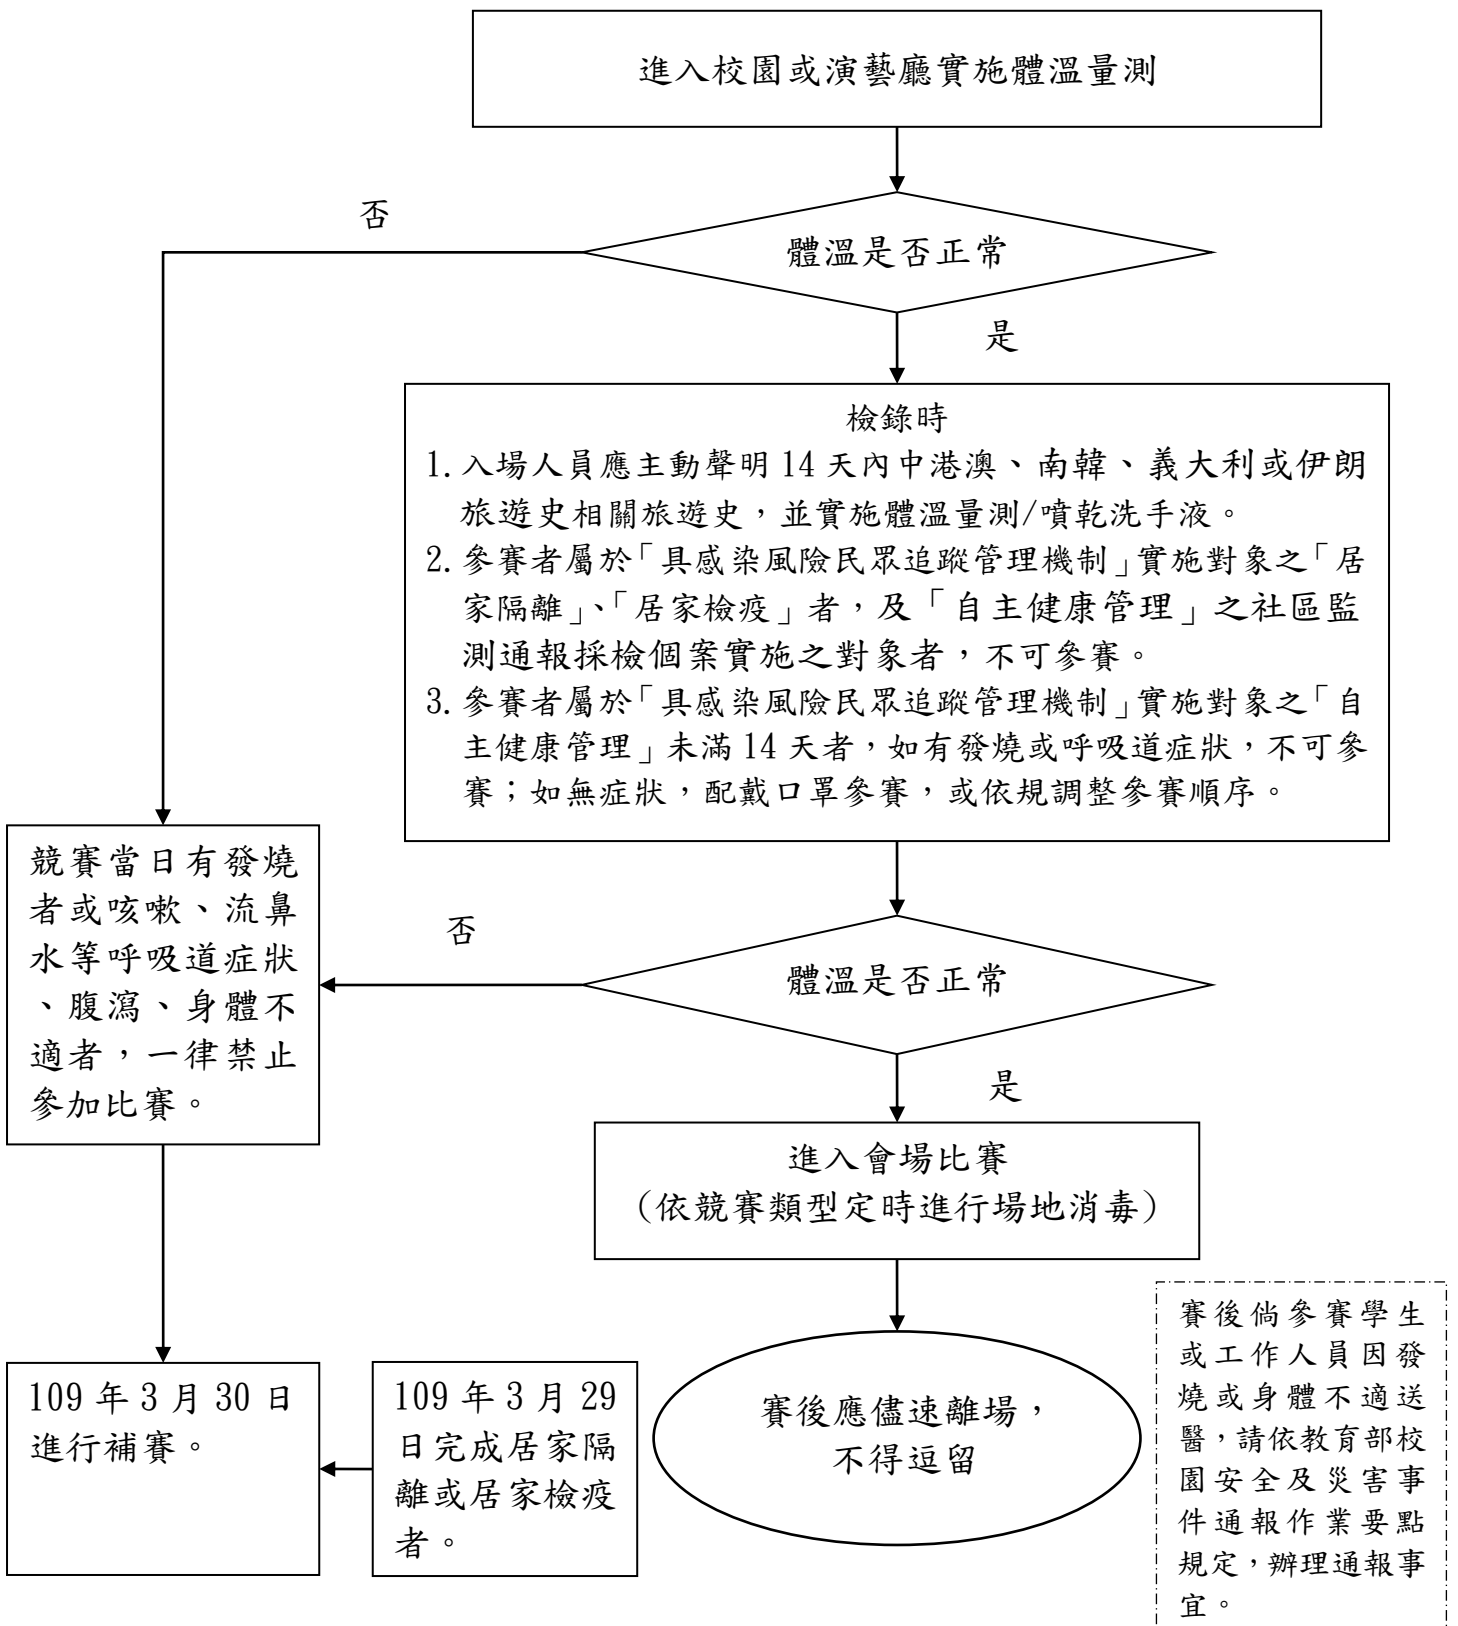 進入校園或演藝廳實施體溫量測
否
體溫是否正常
是
檢錄時
1. 入場人員應主動聲明 14 天內中港澳、南韓、義大利或伊朗
旅遊史相關旅遊史，並實施體溫量測/噴乾洗手液。
2. 參賽者屬於「具感染風險民眾追蹤管理機制」實施對象之「居
家隔離」、「居家檢疫」者，及「自主健康管理」之社區監
測通報採檢個案實施之對象者，不可參賽。
3. 參賽者屬於「具感染風險民眾追蹤管理機制」實施對象之「自
主健康管理」未滿 14 天者，如有發燒或呼吸道症狀，不可參
賽；如無症狀，配戴口罩參賽，或依規調整參賽順序。
競賽當日有發燒
者或咳嗽、流鼻
水等呼吸道症狀
、腹瀉、身體不
適者，一律禁止
參加比賽。
否
體溫是否正常
是
進入會場比賽
（依競賽類型定時進行場地消毒）
109 年 3 月 30 日
進行補賽。
109 年 3 月 29
日完成居家隔
離或居家檢疫
者。
賽後應儘速離場，
不得逗留
賽後倘參賽學生
或工作人員因發
燒或身體不適送
醫，請依教育部校
園安全及災害事
件通報作業要點
規定，辦理通報事
宜。